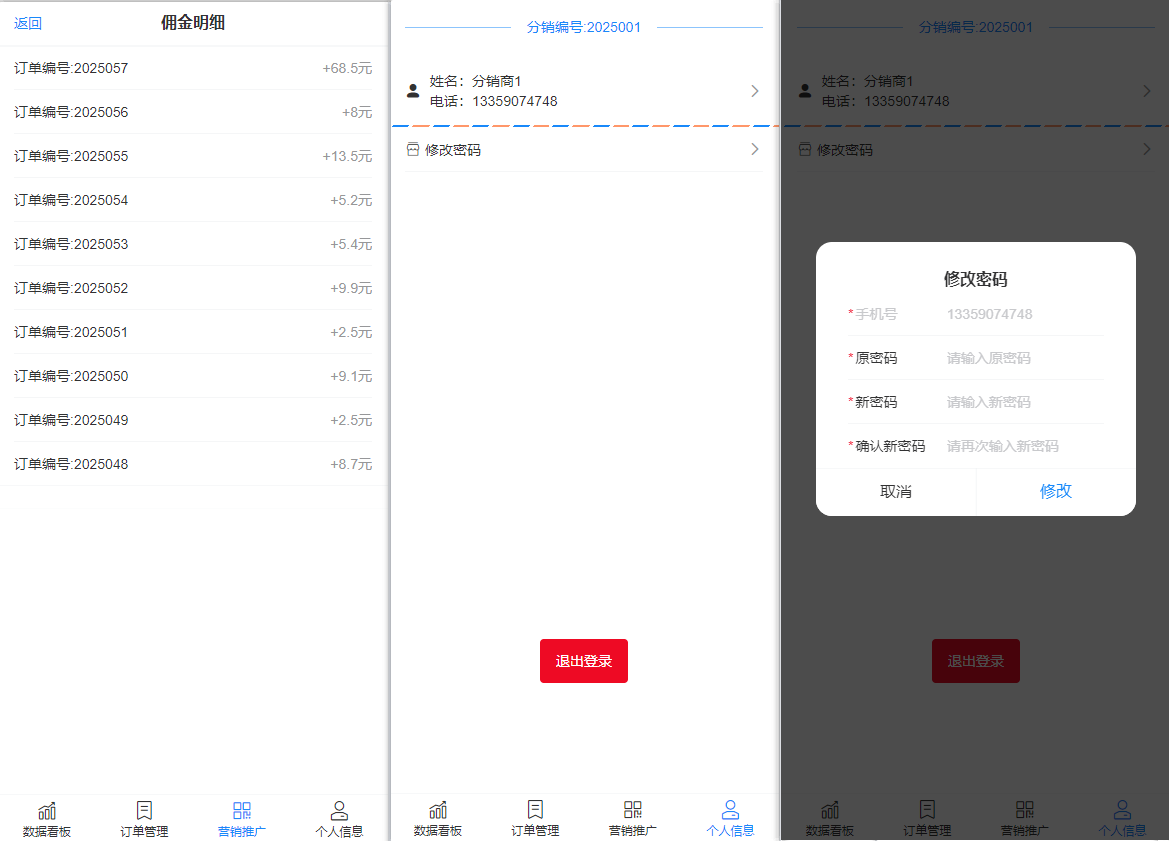 返回
佣金明细
订单编号:2025057
+68.5元
订单编号:2025056
+8元
订单编号:2025055
+13.5元
订单编号:2025054
+5.2元
订单编号:2025053
+5.4元
订单编号:2025052
+9.9元
订单编号:2025051
+2.5元
订单编号:2025050
+9.1元
订单编号:2025049
+2.5元
订单编号:2025048
+8.7元
数据看板
订单管理
营销推广
个人信息
分销编号:2025001
姓名：分销商1
电话：13359074748
修改密码
退出登录
数据看板
订单管理
营销推广
个人信息
分销编号:2025001
姓名：分销商1
电话：13359074748
修改密码
修改密码
*手机号
13359074748
*原密码
请输入原密码
*新密码
请输入新密码
*确认新密码
请再次输入新密码
取消
修改
退出登录
数据看板
订单管理
营销推广
个人信息